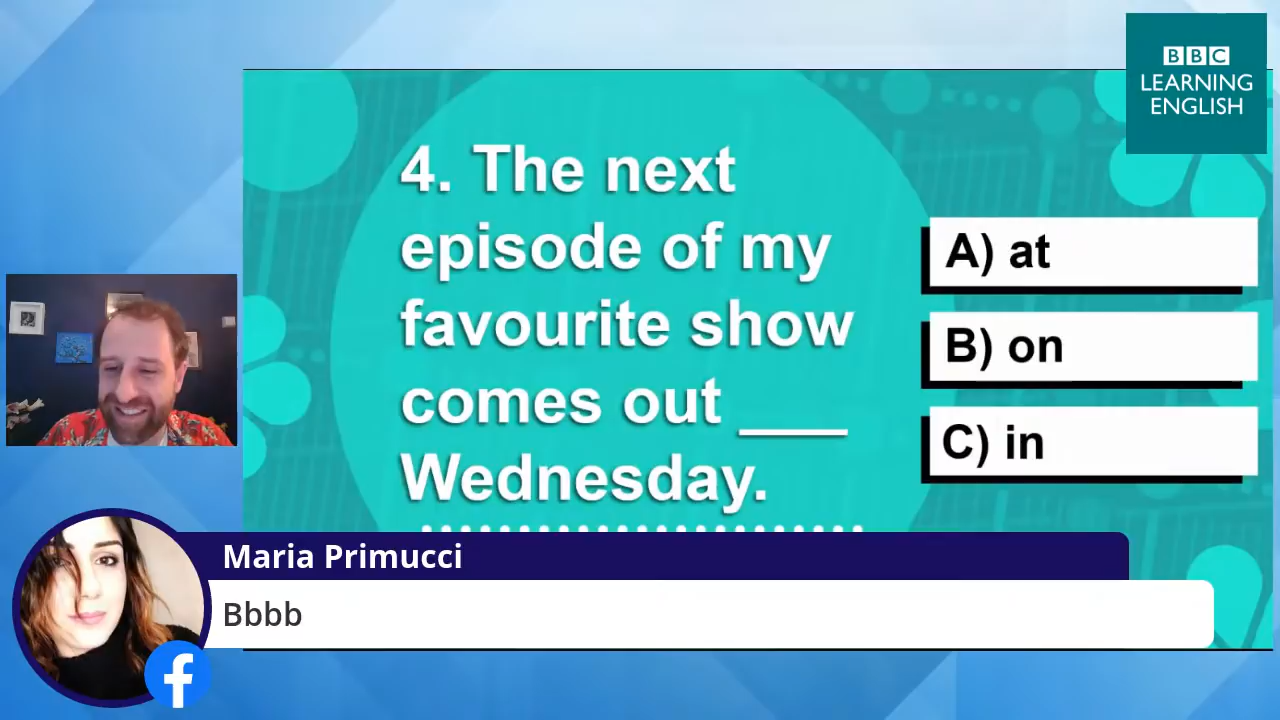 BBC
LEARNING
ENGLISH
4. The next
episode of my
favourite show
comes out ___
Wednesday.
A) at
B) on
C) in
Maria Primucci
Bbbb